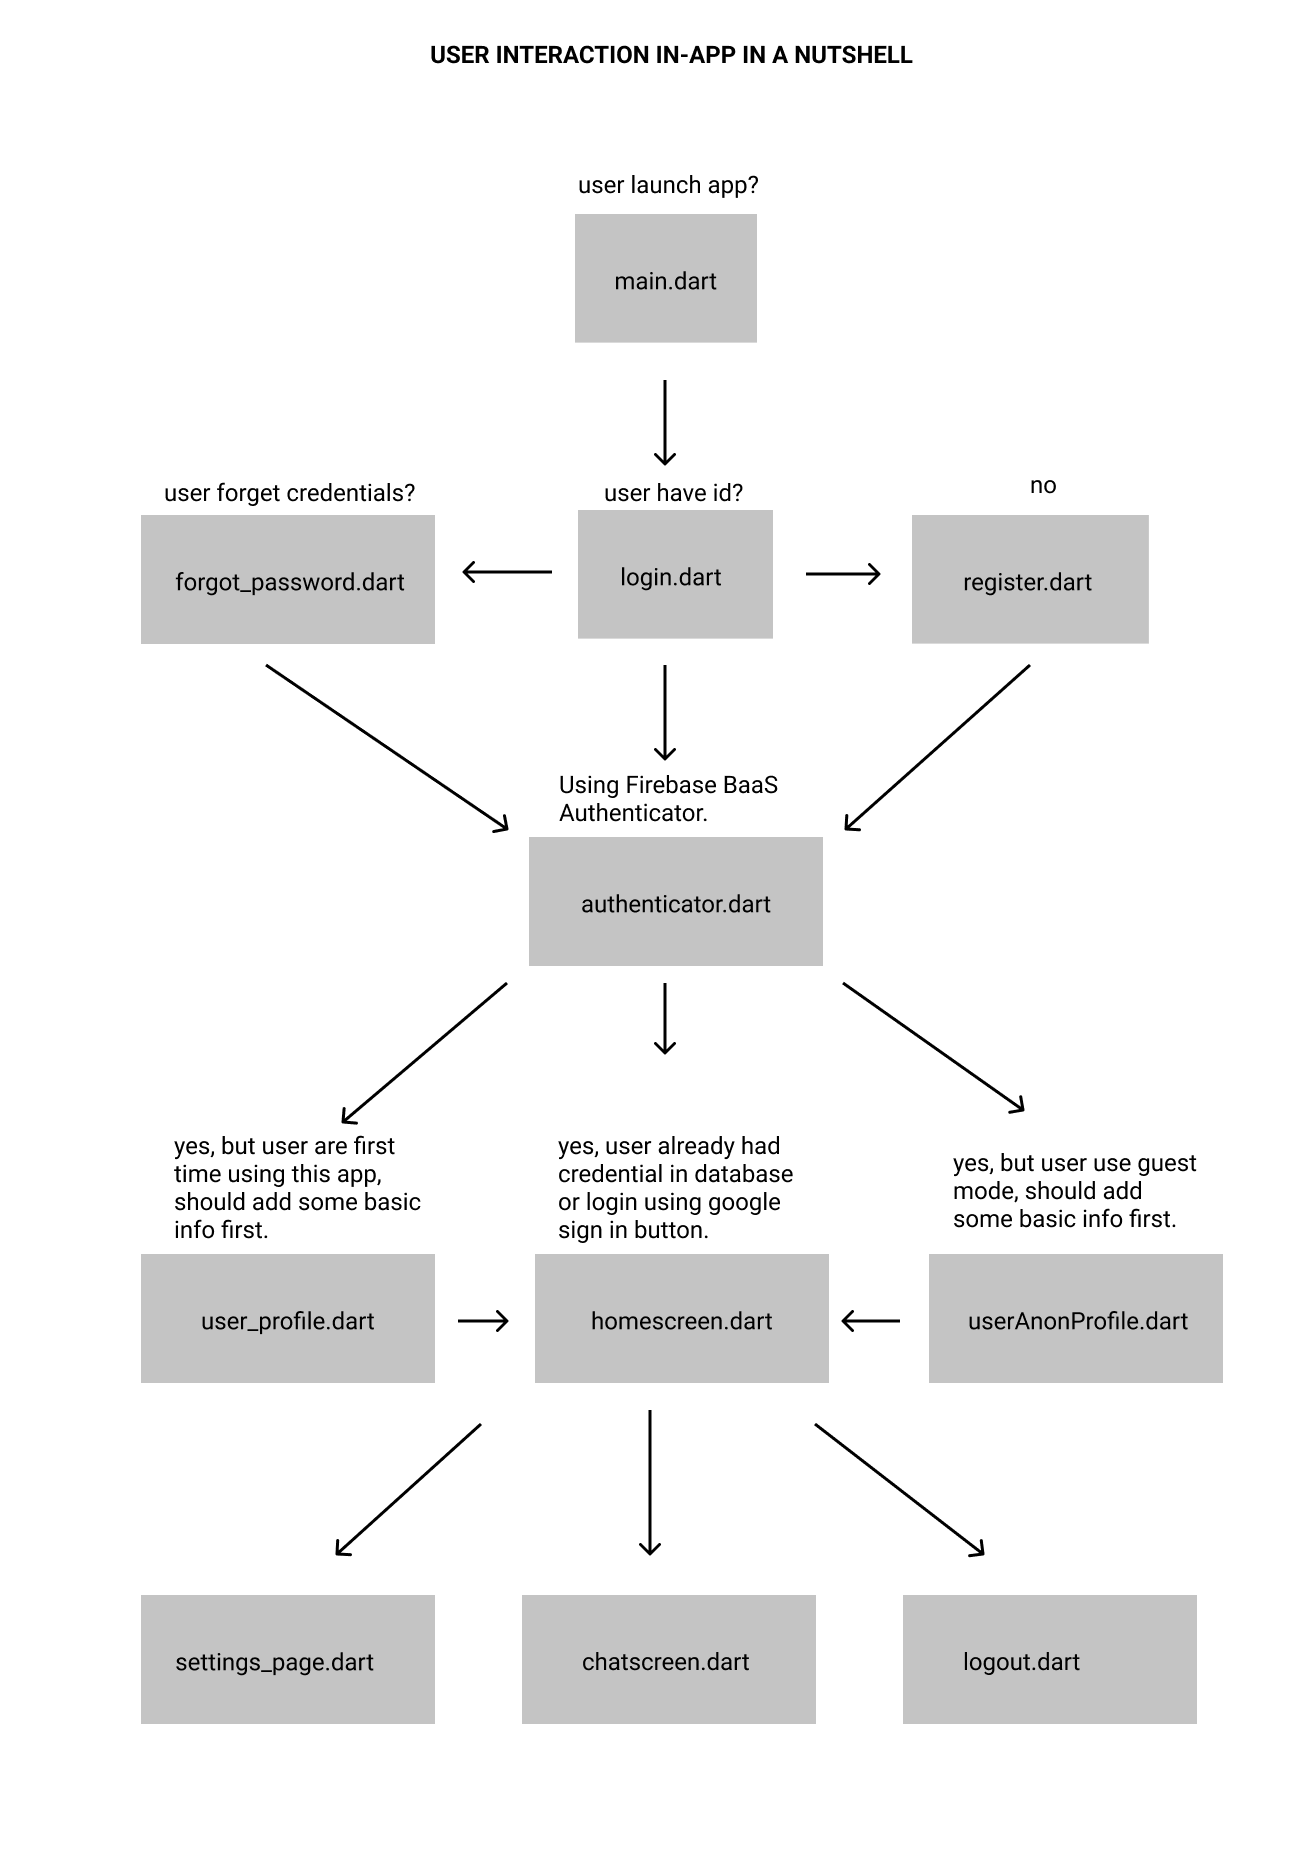 USER INTERACTION IN-APP IN A NUTSHELL
user launch app?
main.dart
user forget credentials?
user have id?
no
forgot_password.dart
login.dart
register.dart
Using Firebase BaaS
Authenticator.
authenticator.dart
yes, but user are first
time using this app,
should add some basic
info first.
yes, user already had
credential in database
or login using google
sign in button.
yes, but user use guest
mode, should add
some basic info first.
user_profile.dart
homescreen.dart
userAnonProfile.dart
settings_page.dart
chatscreen.dart
logout.dart